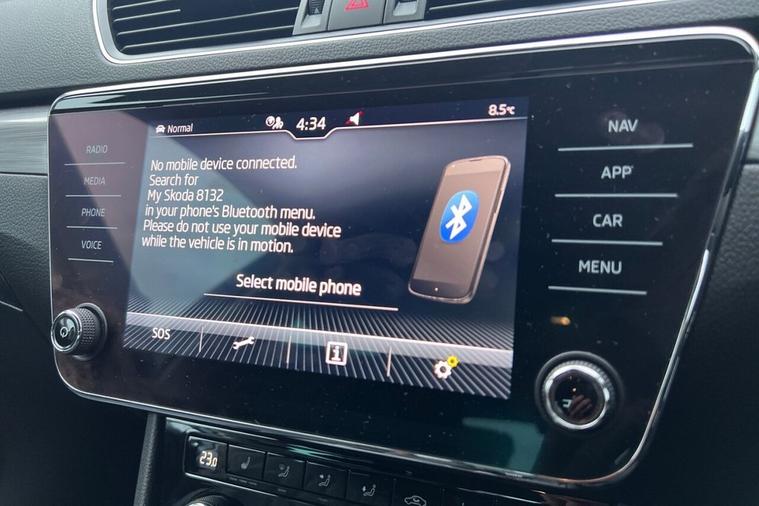 Normal
4:34
8.5°C
RADIO
MEDIA
PHONE
VOICE
No mobile device connected.
Search for
My Skoda 8132
in your phone's Bluetooth menu.
Please do not use your mobile device
while the vehicle is in motion.
Select mobile phone
SOS
i
NAV
APP
CAR
MENU
23.0